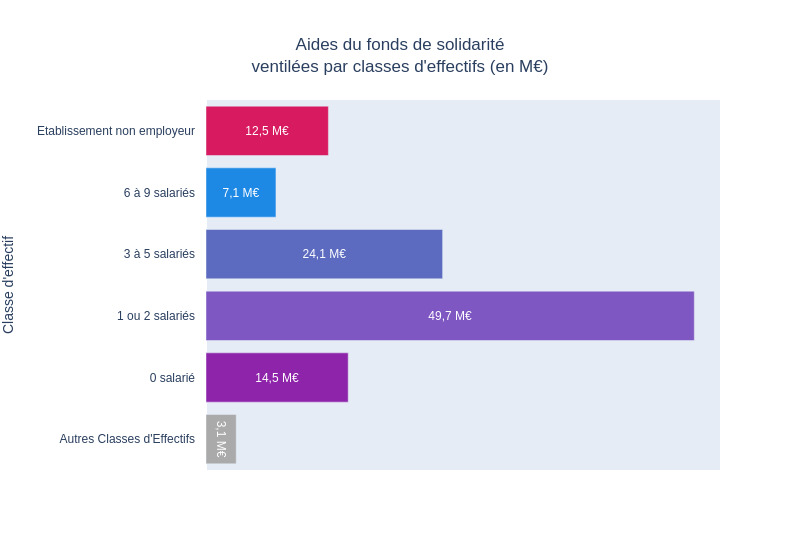 Aides du fonds de solidarité
ventilées par classes d'effectifs (en M€)
Classe d'effectif
Etablissement non employeur
12,5 M€
6 à 9 salariés
7,1 M€
3 à 5 salariés
24,1 M€
1 ou 2 salariés
49,7 M€
0 salarié
14,5 M€
Autres Classes d'Effectifs
3,1 M€